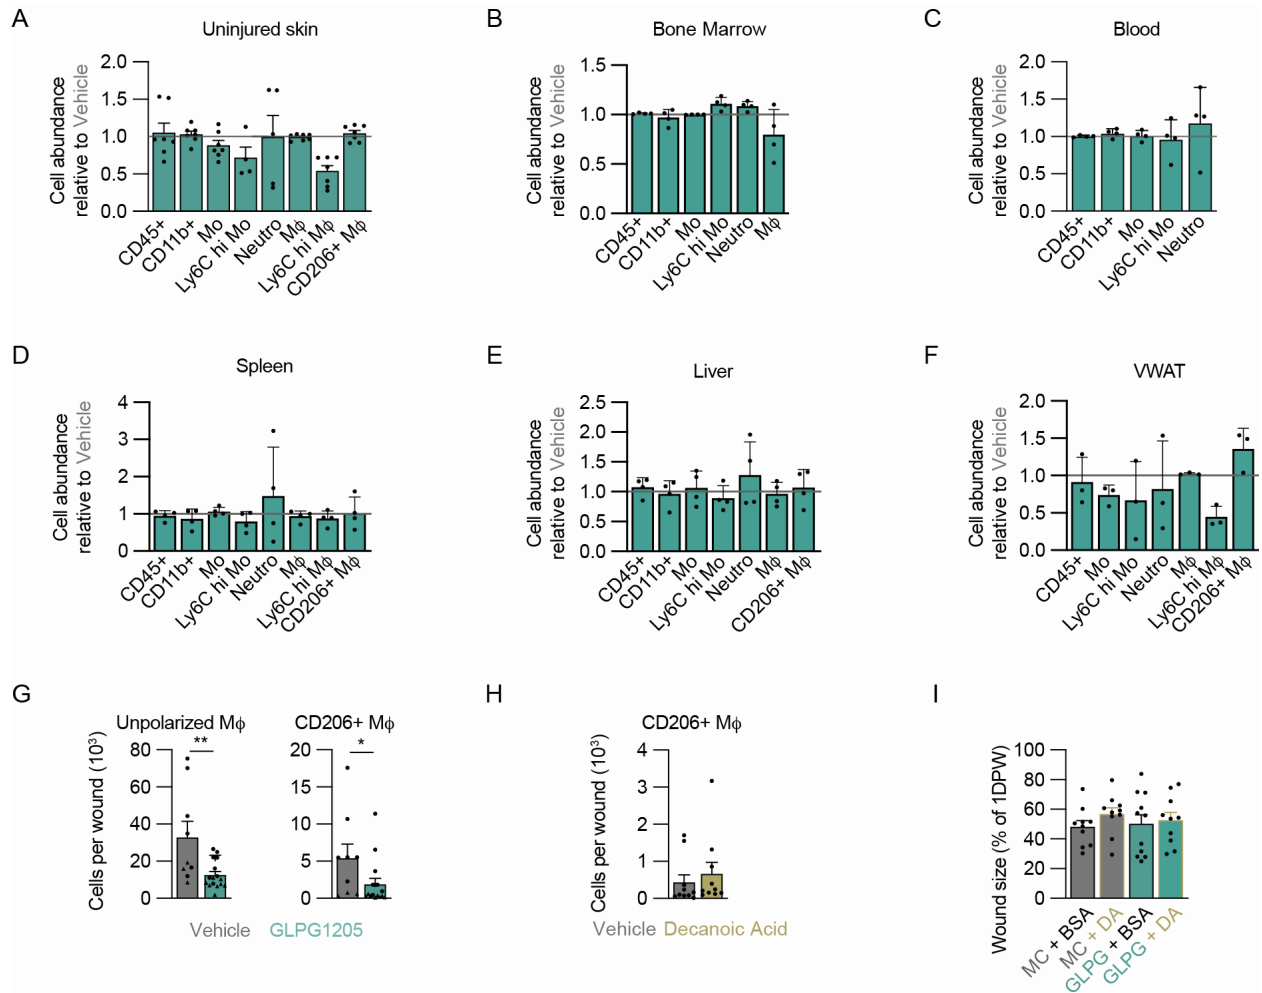 A
Uninjured skin
Cell abundance
relative to Vehicle
2.0
1.5
1.0
0.5
0.0
CD45+
CD11b+
Mo
Ly6C hi Mo
Neutro
Mϕ
Ly6C hi Mϕ
CD206+ Mϕ
B
Bone Marrow
Cell abundance
relative to Vehicle
1.5
1.0
0.5
0.0
CD45+
CD11b+
Mo
Ly6C hi Mo
Neutro
Mϕ
C
Blood
Cell abundance
relative to Vehicle
2.0
1.5
1.0
0.5
0.0
CD45+
CD11b+
Mo
Ly6C hi Mo
Neutro
D
Spleen
Cell abundance
relative to Vehicle
4
3
2
1
0
CD45+
CD11b+
Mo
Ly6C hi Mo
Neutro
Mϕ
Ly6C hi Mϕ
CD206+ Mϕ
E
Liver
Cell abundance
relative to Vehicle
2.5
2.0
1.5
1.0
0.5
0.0
CD45+
CD11b+
Mo
Ly6C hi Mo
Neutro
Mϕ
CD206+ Mϕ
F
VWAT
Cell abundance
relative to Vehicle
2.0
1.5
1.0
0.5
0.0
CD45+
Mo
Ly6C hi Mo
Neutro
Mϕ
Ly6C hi Mϕ
CD206+ Mϕ
G
Unpolarized Mϕ
Cells per wound (10³)
80
60
40
20
0
**
CD206+ Mϕ
20
15
10
5
0
*
Vehicle GLPG1205
H
CD206+ Mϕ
Cells per wound (10³)
4
3
2
1
0
Vehicle Decanoic Acid
I
Wound size (% of 1DPW)
100
80
60
40
20
0
MC + BSA
MC + DA
GLPG + BSA
GLPG + DA